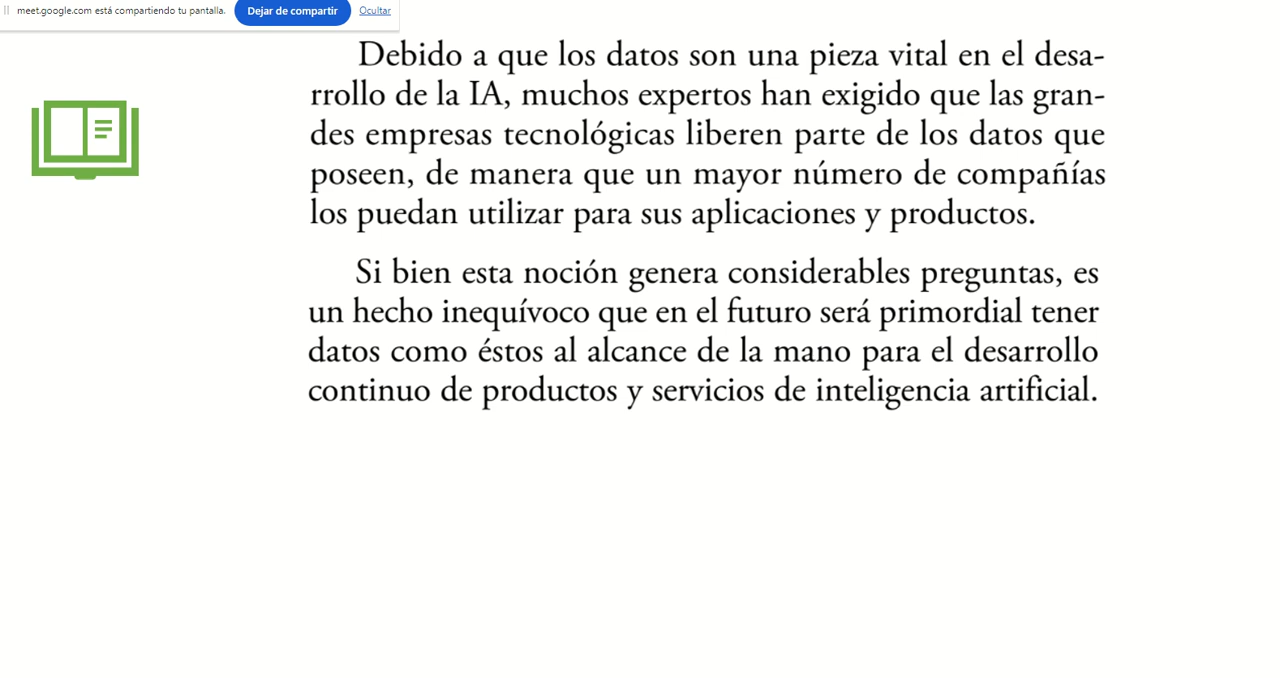 meet.google.com está compartiendo tu pantalla. Dejar de compartir Ocultar
Debido a que los datos son una pieza vital en el desa-
rrollo de la IA, muchos expertos han exigido que las gran-
des empresas tecnológicas liberen parte de los datos que
poseen, de manera que un mayor número de compañías
los puedan utilizar para sus aplicaciones y productos.
Si bien esta noción genera considerables preguntas, es
un hecho inequívoco que en el futuro será primordial tener
datos como éstos al alcance de la mano para el desarrollo
continuo de productos y servicios de inteligencia artificial.